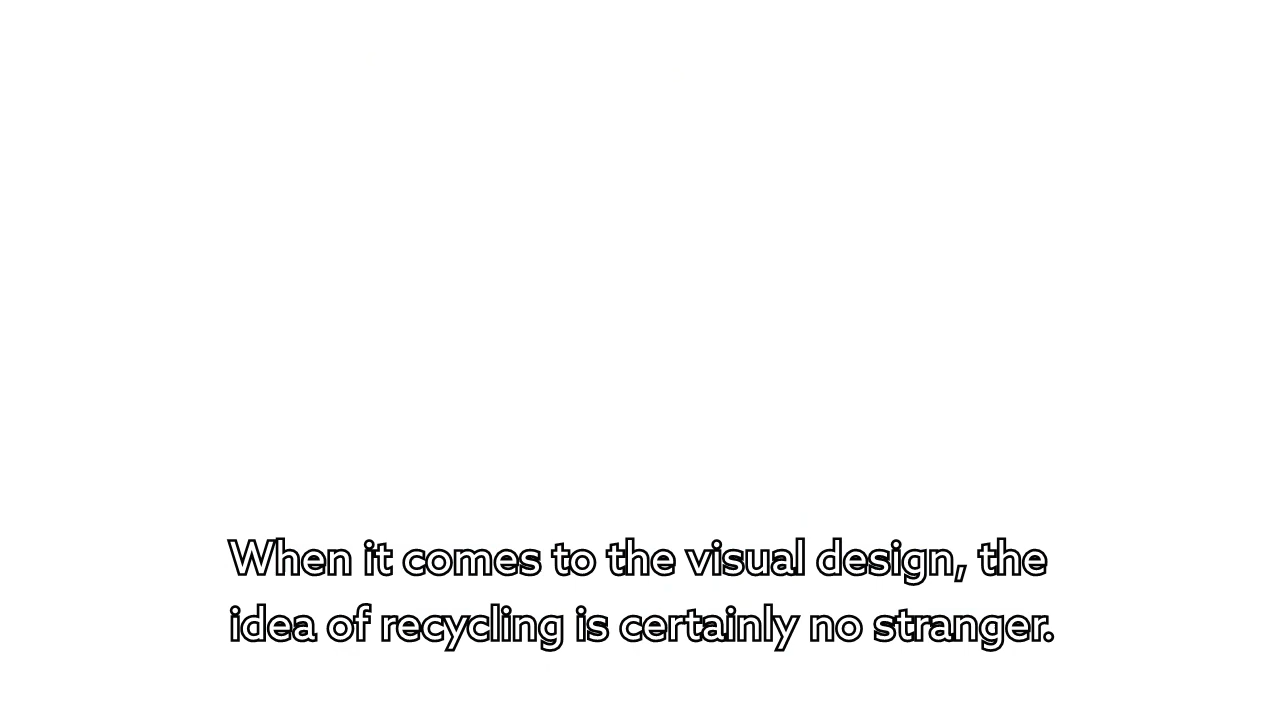 When it comes to the visual design, the
idea of recycling is certainly no stranger.